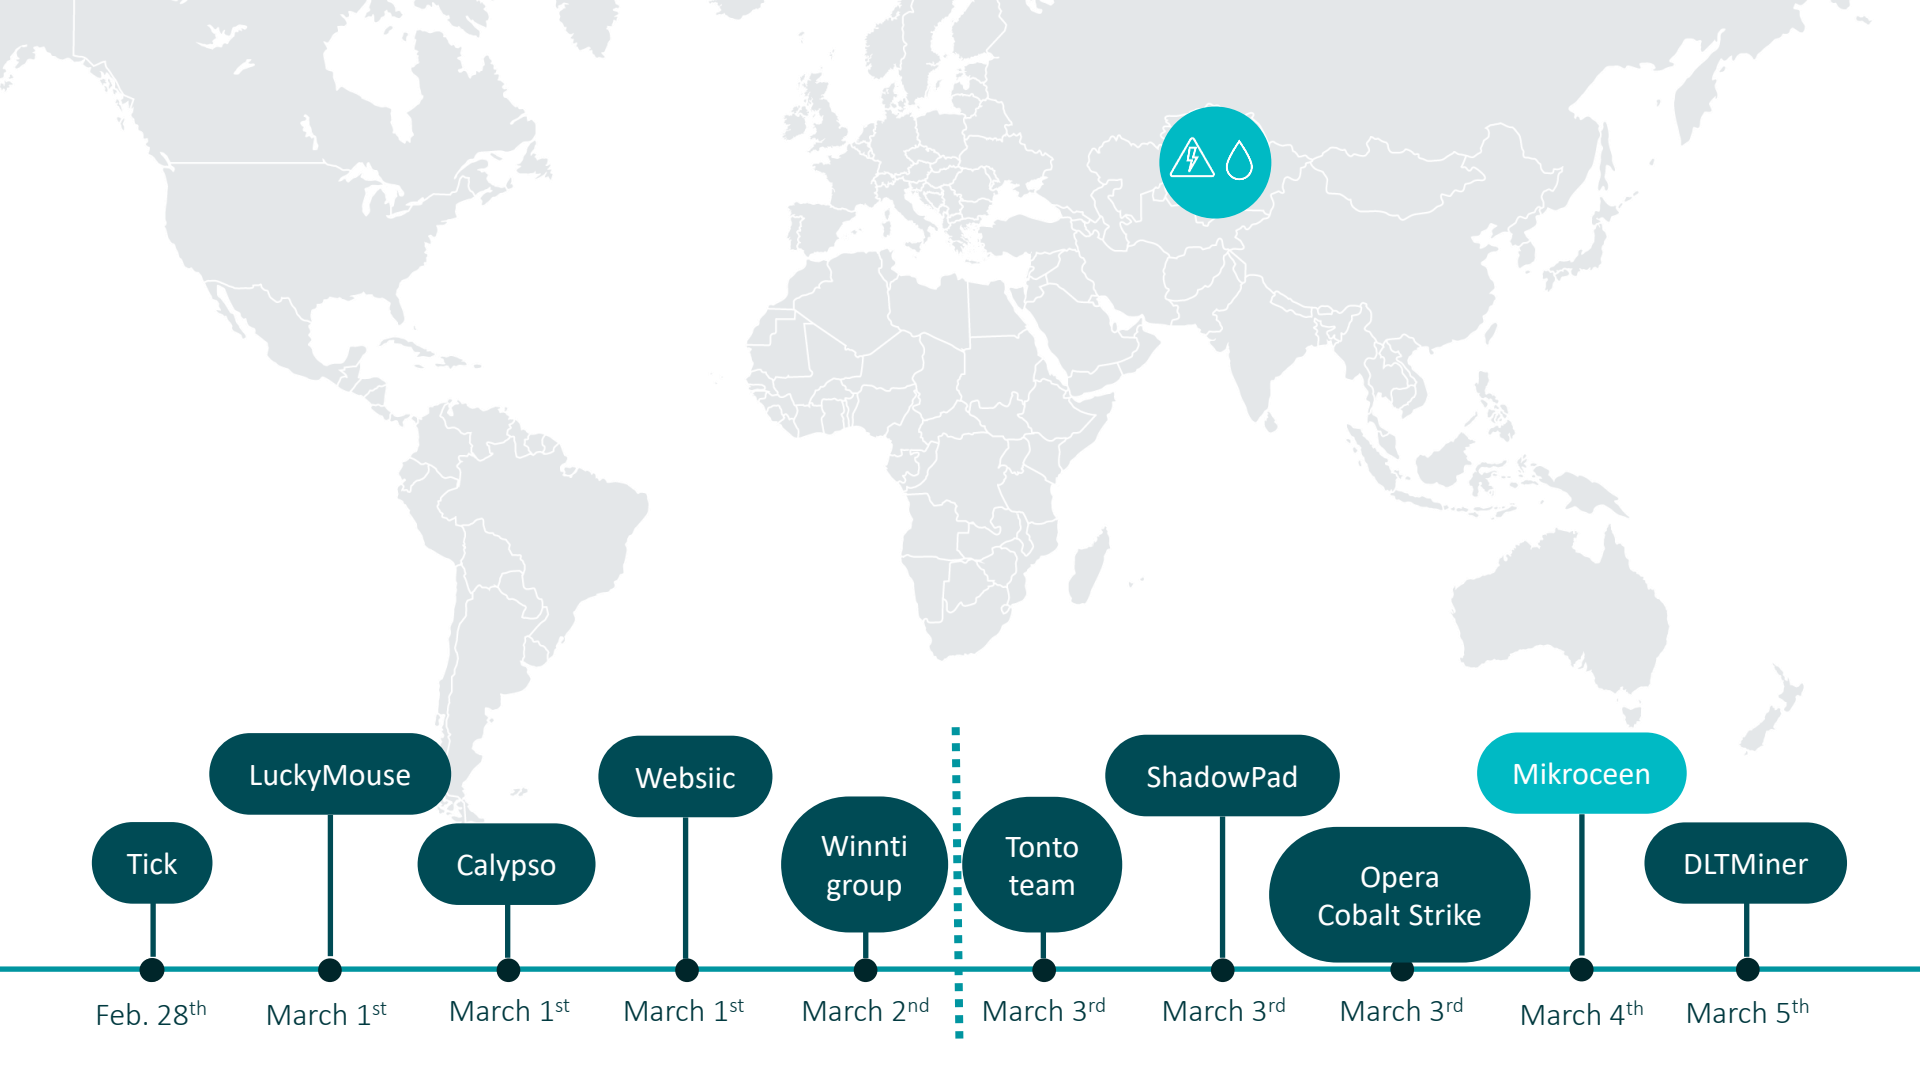 LuckyMouse
Websiic
ShadowPad
Mikroceen
Tick
Calypso
Winnti
group
Tonto
team
Opera
Cobalt Strike
DLTMiner
Feb. 28th
March 1st
March 1st
March 1st
March 2nd
March 3rd
March 3rd
March 3rd
March 4th
March 5th